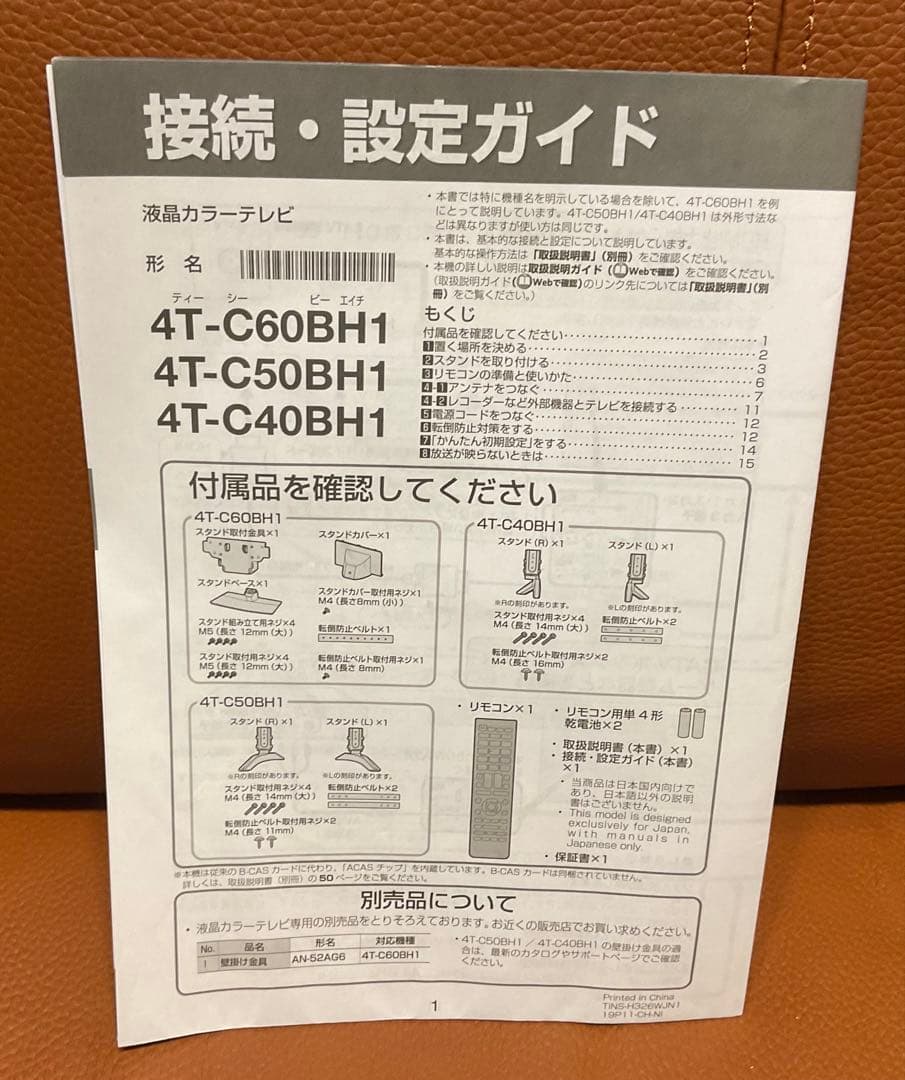 接続・設定ガイド
液晶カラーテレビ
形 名
ティー シー ビー エイチ
4T-C60BH1
4T-C50BH1
4T-C40BH1
・本書では特に機種名を明示している場合を除いて、4T-C60BH1 を例
にとって説明しています。4T-C50BH1/4T-C40BH1 は外形寸法な
どは異なりますが使い方は同じです。
・本書は、基本的な接続と設定について説明しています。
基本的な操作方法は「取扱説明書」(別冊)をご確認ください。
・本機の詳しい説明は取扱説明ガイド(Webで確認)をご確認ください。
(取扱説明ガイド(Webで確認)のリンク先については「取扱説明書」(別
冊)をご覧ください。)
もくじ
付属品を確認してください 1
1 置く場所を決める 2
2 スタンドを取り付ける 3
3 リモコンの準備と使いかた 6
4-1 アンテナをつなぐ 7
4-2 レコーダーなど外部機器とテレビを接続する 11
5 電源コードをつなぐ 12
6 転倒防止対策をする 12
7 「かんたん初期設定」をする 14
8 放送が映らないときは 15
付属品を確認してください
4T-C60BH1
スタンド取付金具×1
スタンドカバー×1
スタンドベース×1
スタンドカバー取付用ネジ×1
M4(長さ8mm(小))
スタンド組み立て用ネジ×4
M5(長さ 12mm(大))
転倒防止ベルト×1
スタンド取付用ネジ×4
M5(長さ 12mm(大))
転倒防止ベルト取付用ネジ×1
M4(長さ 8mm)
4T-C40BH1
スタンド(R)×1
スタンド(L)×1
※Rの刻印があります。
※Lの刻印があります。
スタンド取付用ネジ×4
M4(長さ 14mm(大))
転倒防止ベルト×2
転倒防止ベルト取付用ネジ×2
M4(長さ 16mm)
4T-C50BH1
スタンド(R)×1
スタンド(L)×1
※Rの刻印があります。
※Lの刻印があります。
スタンド取付用ネジ×4
M4(長さ 14mm(大))
転倒防止ベルト×2
転倒防止ベルト取付用ネジ×2
M4(長さ 11mm)
・リモコン×1
・リモコン用単4形
乾電池×2
・取扱説明書(本書)×1
・接続・設定ガイド(本書)
×1
・当商品は日本国内向けで
あり、日本語以外の説明
書はございません。
・This model is designed
exclusively for Japan,
with manuals in
Japanese only.
・保証書×1
※本機は従来の B-CAS カードに代わり、「ACAS チップ」を内蔵しています。B-CAS カードは同梱されていません。
詳しくは、取扱説明書(別冊)の 50 ページをご覧ください。
別売品について
・液晶カラーテレビ専用の別売品をとりそろえております。お近くの販売店でお買い求めください。
No. 品名 形名 対応機種
1 壁掛け金具 AN-52AG6 4T-C60BH1
・4T-C50BH1 / 4T-C40BH1 の壁掛け金具の適
合は、最新のカタログやサポートページでご確認
ください。
1
Printed in China
TINS-H326WJN1
19P11-CH-NI